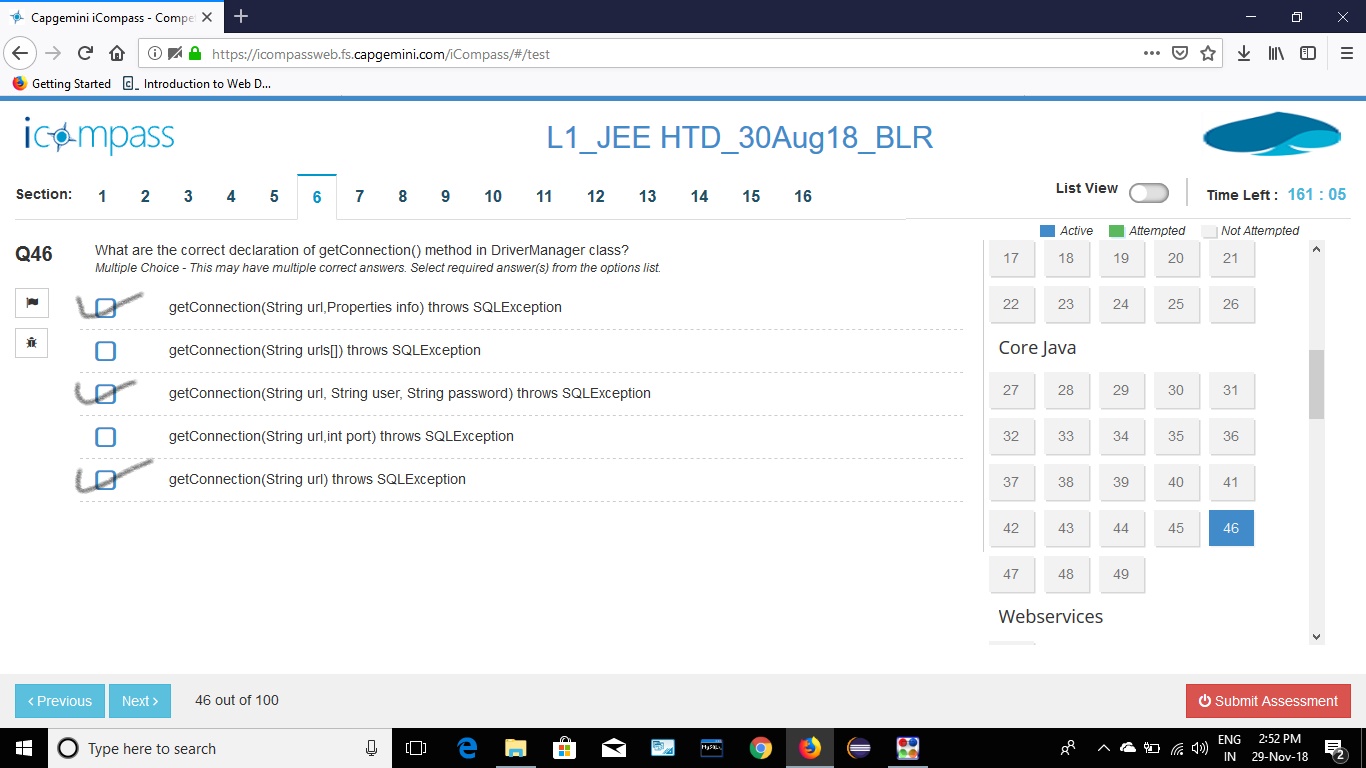 Capgemini iCompass - Compe
https://icompassweb.fs.capgemini.com/iCompass/#/test
Getting Started Introduction to Web D...
icompass
L1_JEE HTD_30Aug18_BLR
Section: 1 2 3 4 5 6 7 8 9 10 11 12 13 14 15 16
List View
Time Left : 161 : 05
Active Attempted Not Attempted
Q46
What are the correct declaration of getConnection() method in DriverManager class?
Multiple Choice - This may have multiple correct answers. Select required answer(s) from the options list.
getConnection(String url,Properties info) throws SQLException
getConnection(String urls[]) throws SQLException
getConnection(String url, String user, String password) throws SQLException
getConnection(String url,int port) throws SQLException
getConnection(String url) throws SQLException
17 18 19 20 21
22 23 24 25 26
Core Java
27 28 29 30 31
32 33 34 35 36
37 38 39 40 41
42 43 44 45 46
47 48 49
Webservices
Previous Next 46 out of 100
Submit Assessment
Type here to search
MySQL
ENG
IN
2:52 PM
29-Nov-18
2